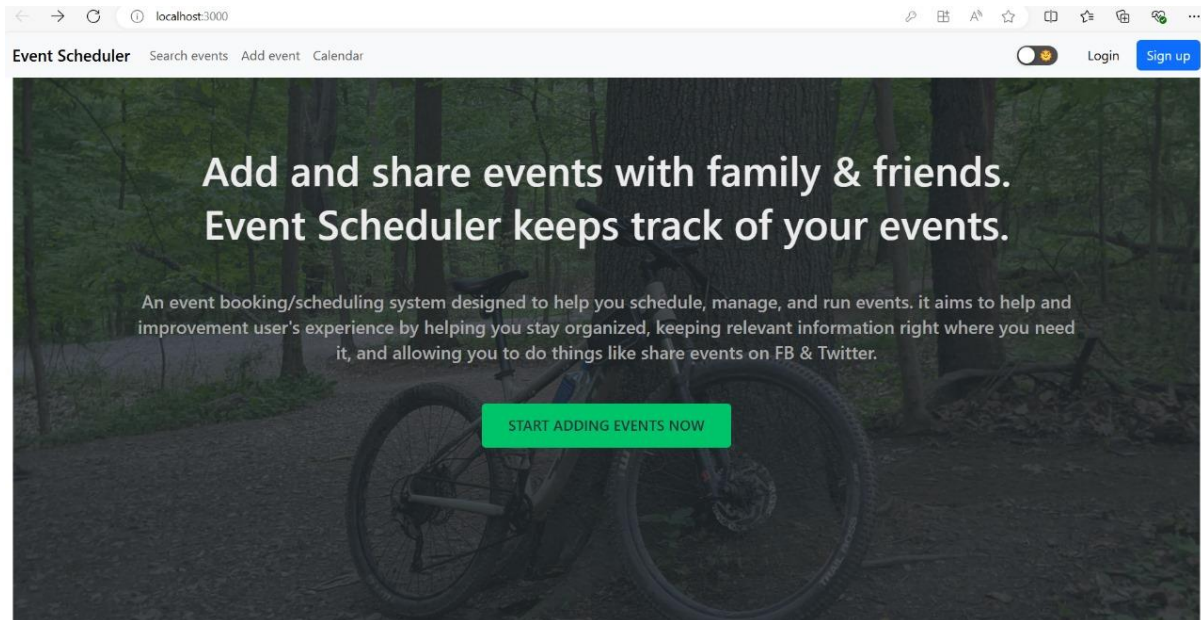 localhost:3000
Event Scheduler Search events Add event Calendar Login Sign up
Add and share events with family & friends.
Event Scheduler keeps track of your events.
An event booking/scheduling system designed to help you schedule, manage, and run events. it aims to help and
improvement user's experience by helping you stay organized, keeping relevant information right where you need
it, and allowing you to do things like share events on FB & Twitter.
START ADDING EVENTS NOW